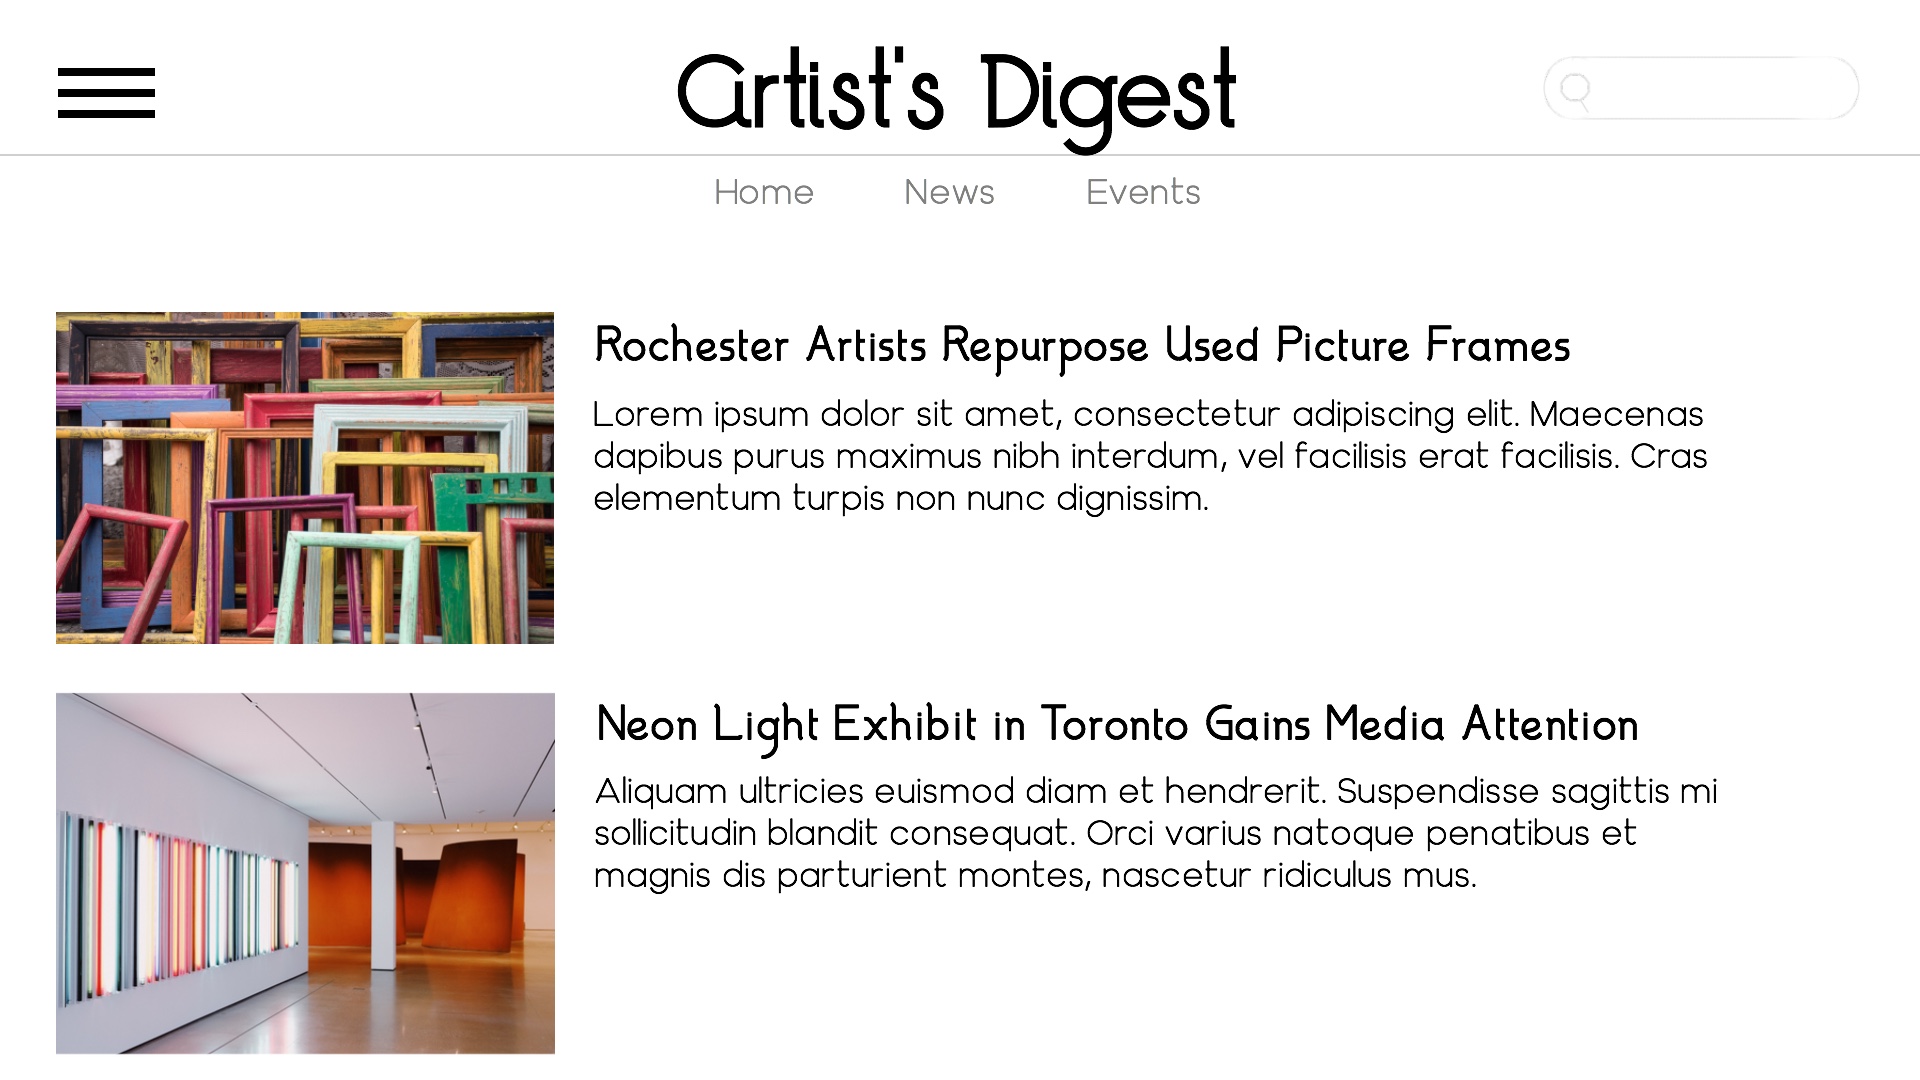 Artist's Digest
Home News Events
Rochester Artists Repurpose Used Picture Frames
Lorem ipsum dolor sit amet, consectetur adipiscing elit. Maecenas
dapibus purus maximus nibh interdum, vel facilisis erat facilisis. Cras
elementum turpis non nunc dignissim.
Neon Light Exhibit in Toronto Gains Media Attention
Aliquam ultricies euismod diam et hendrerit. Suspendisse sagittis mi
sollicitudin blandit consequat. Orci varius natoque penatibus et
magnis dis parturient montes, nascetur ridiculus mus.